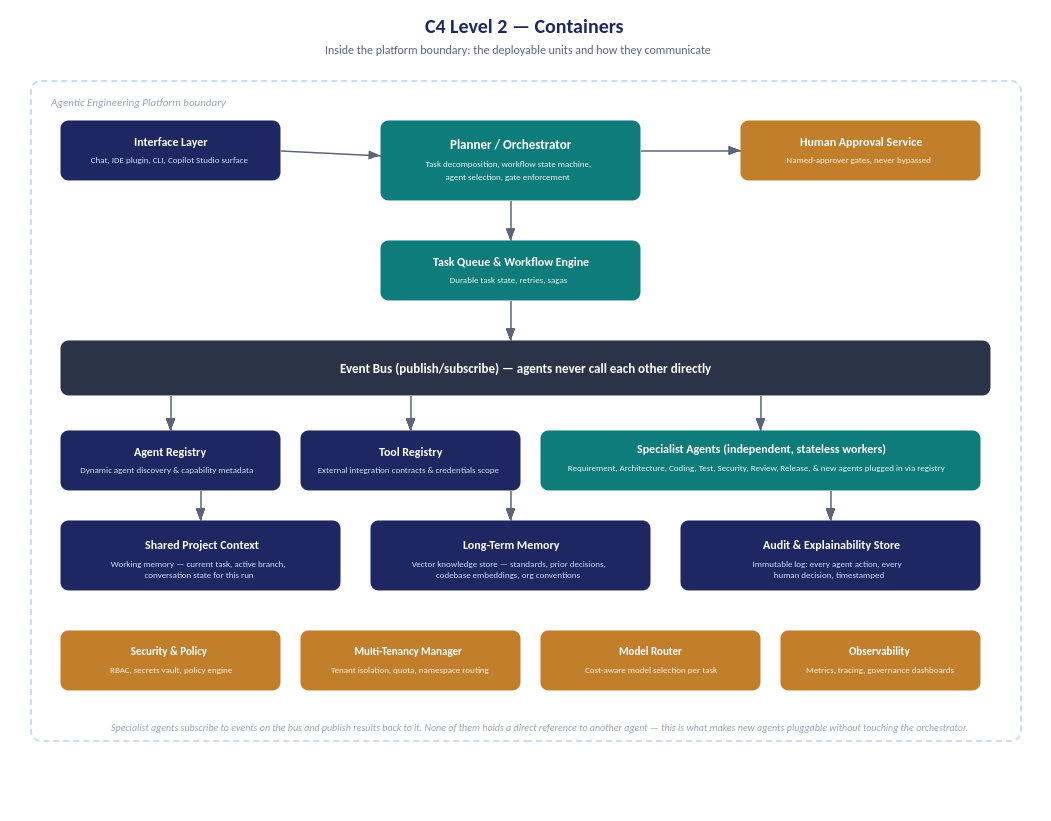 C4 Level 2 — Containers
Inside the platform boundary: the deployable units and how they communicate
Agentic Engineering Platform boundary
Interface Layer
Chat, IDE plugin, CLI, Copilot Studio surface
Planner / Orchestrator
Task decomposition, workflow state machine,
agent selection, gate enforcement
Human Approval Service
Named-approver gates, never bypassed
Task Queue & Workflow Engine
Durable task state, retries, sagas
Event Bus (publish/subscribe) — agents never call each other directly
Agent Registry
Dynamic agent discovery & capability metadata
Tool Registry
External integration contracts & credentials scope
Specialist Agents (independent, stateless workers)
Requirement, Architecture, Coding, Test, Security, Review, Release, & new agents plugged in via registry
Shared Project Context
Working memory — current task, active branch,
conversation state for this run
Long-Term Memory
Vector knowledge store — standards, prior decisions,
codebase embeddings, org conventions
Audit & Explainability Store
Immutable log: every agent action, every
human decision, timestamped
Security & Policy
RBAC, secrets vault, policy engine
Multi-Tenancy Manager
Tenant isolation, quota, namespace routing
Model Router
Cost-aware model selection per task
Observability
Metrics, tracing, governance dashboards
Specialist agents subscribe to events on the bus and publish results back to it. None of them holds a direct reference to another agent — this is what makes new agents pluggable without touching the orchestrator.